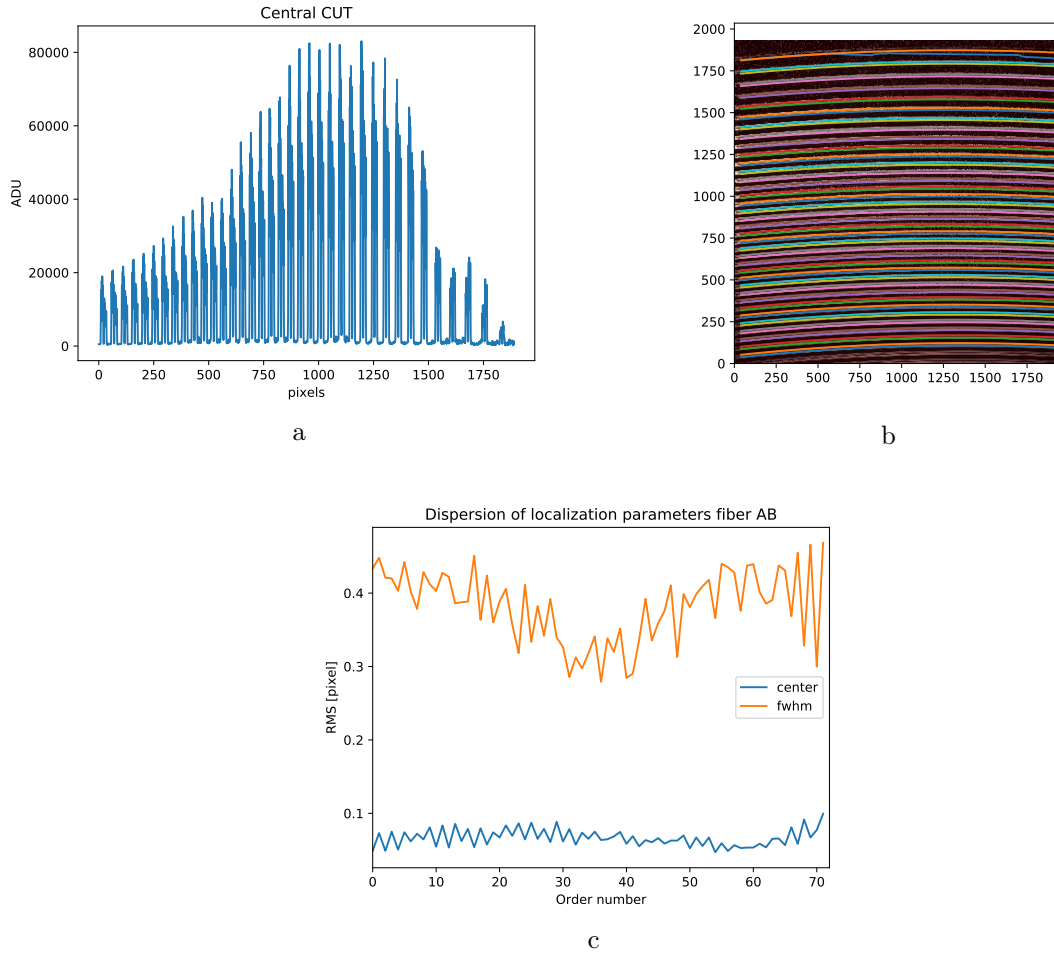 Central CUT
80000
60000
40000
20000
0
ADU
0 250 500 750 1000 1250 1500 1750
pixels
a
2000
1750
1500
1250
1000
750
500
250
0
0 250 500 750 1000 1250 1500 1750
b
Dispersion of localization parameters fiber AB
0.4
0.3
0.2
0.1
RMS [pixel]
center
fwhm
0 10 20 30 40 50 60 70
Order number
c